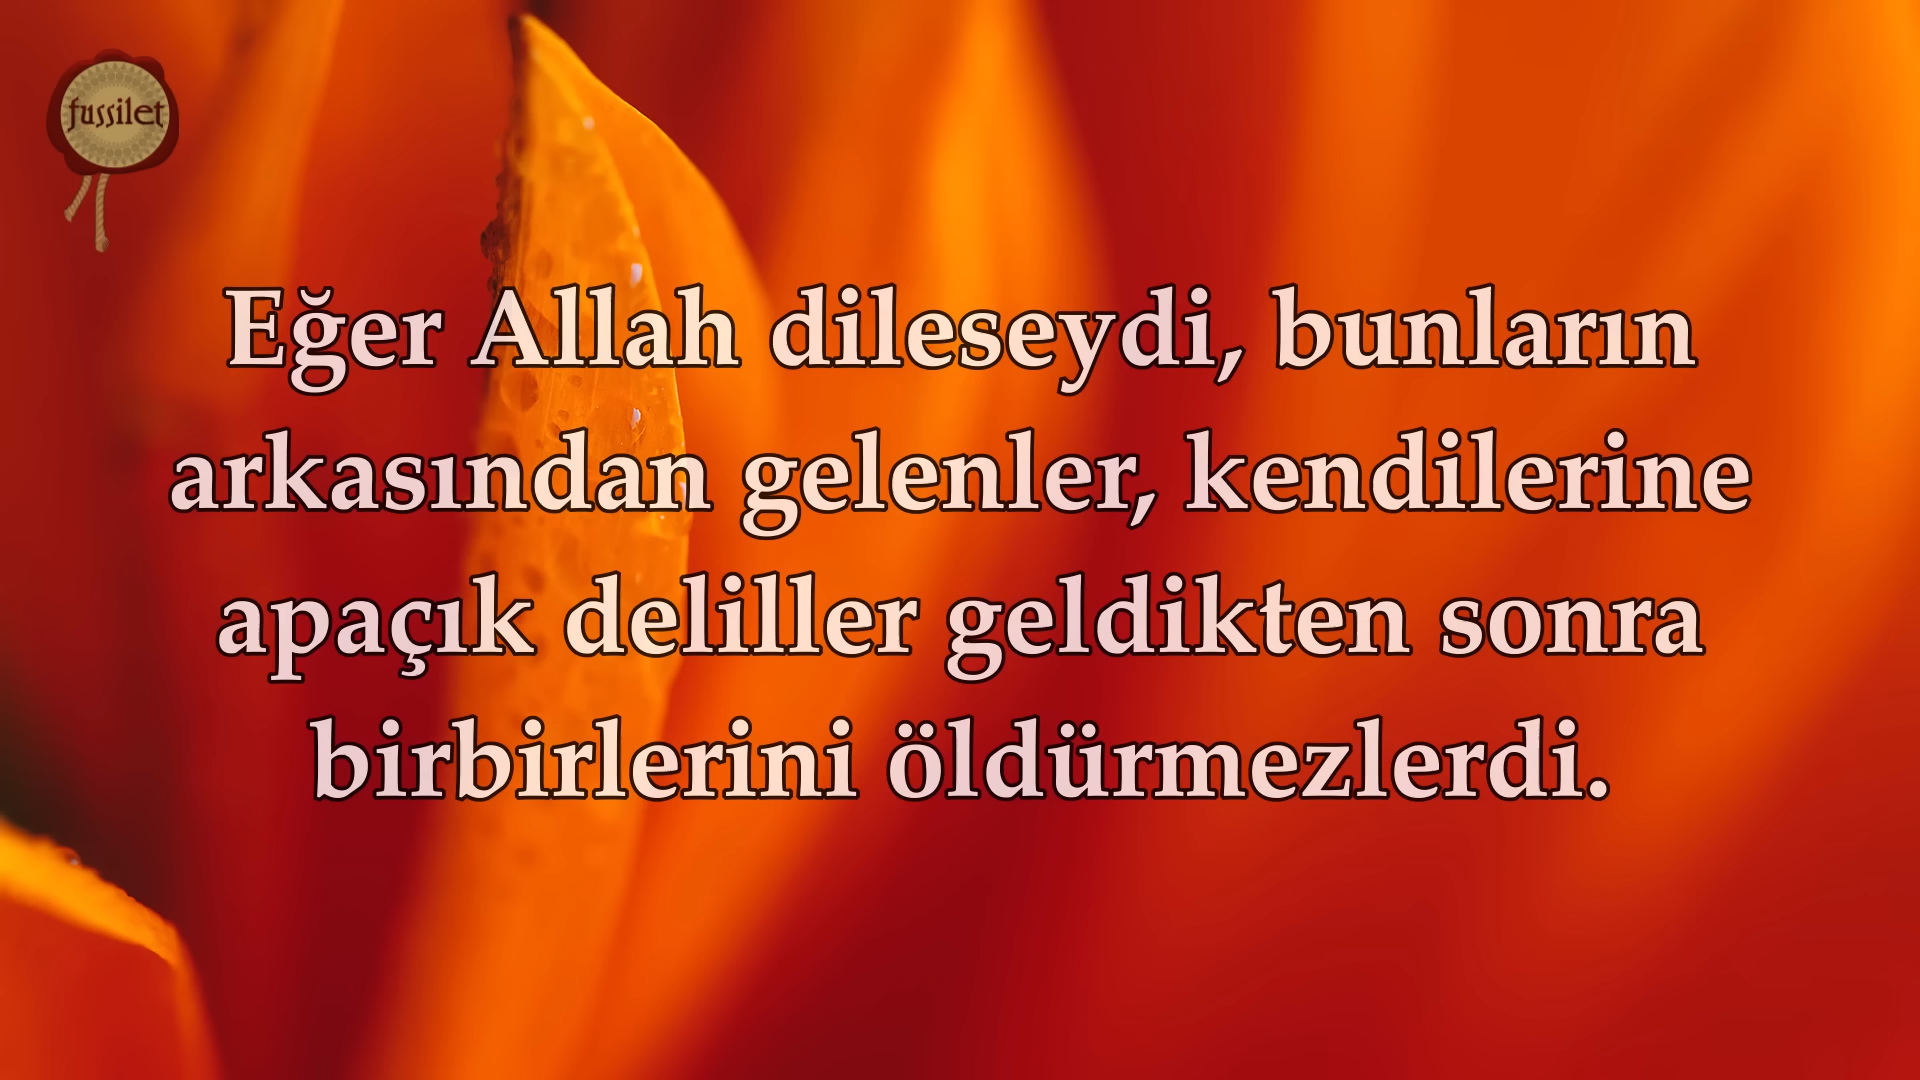 fussilet
Eğer Allah dileseydi, bunların
arkasından gelenler, kendilerine
apaçık deliller geldikten sonra
birbirlerini öldürmezlerdi.